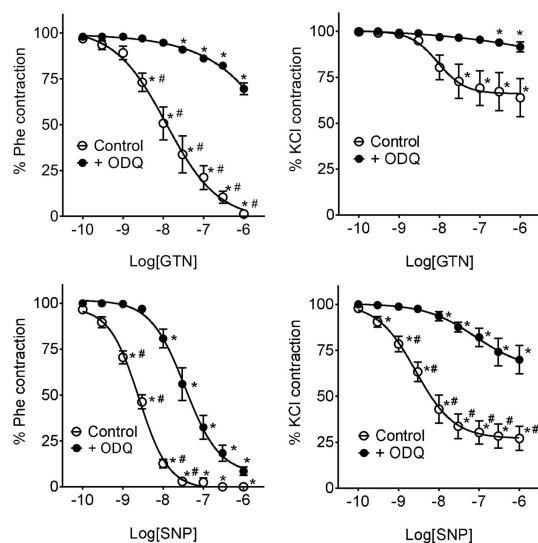 % Phe contraction
100
75
50
25
0
* * * *
*# *# *# *# *# *#
Control
+ ODQ
-10 -9 -8 -7 -6
Log[GTN]
% KCl contraction
100
75
50
25
0
* *
* * * *
Control
+ ODQ
-10 -9 -8 -7 -6
Log[GTN]
% Phe contraction
100
75
50
25
0
* * * * *
*# *# *# *# * * *
Control
+ ODQ
-10 -9 -8 -7 -6
Log[SNP]
% KCl contraction
100
75
50
25
0
* * * * *
* *# *# *# *# *# *# *#
Control
+ ODQ
-10 -9 -8 -7 -6
Log[SNP]